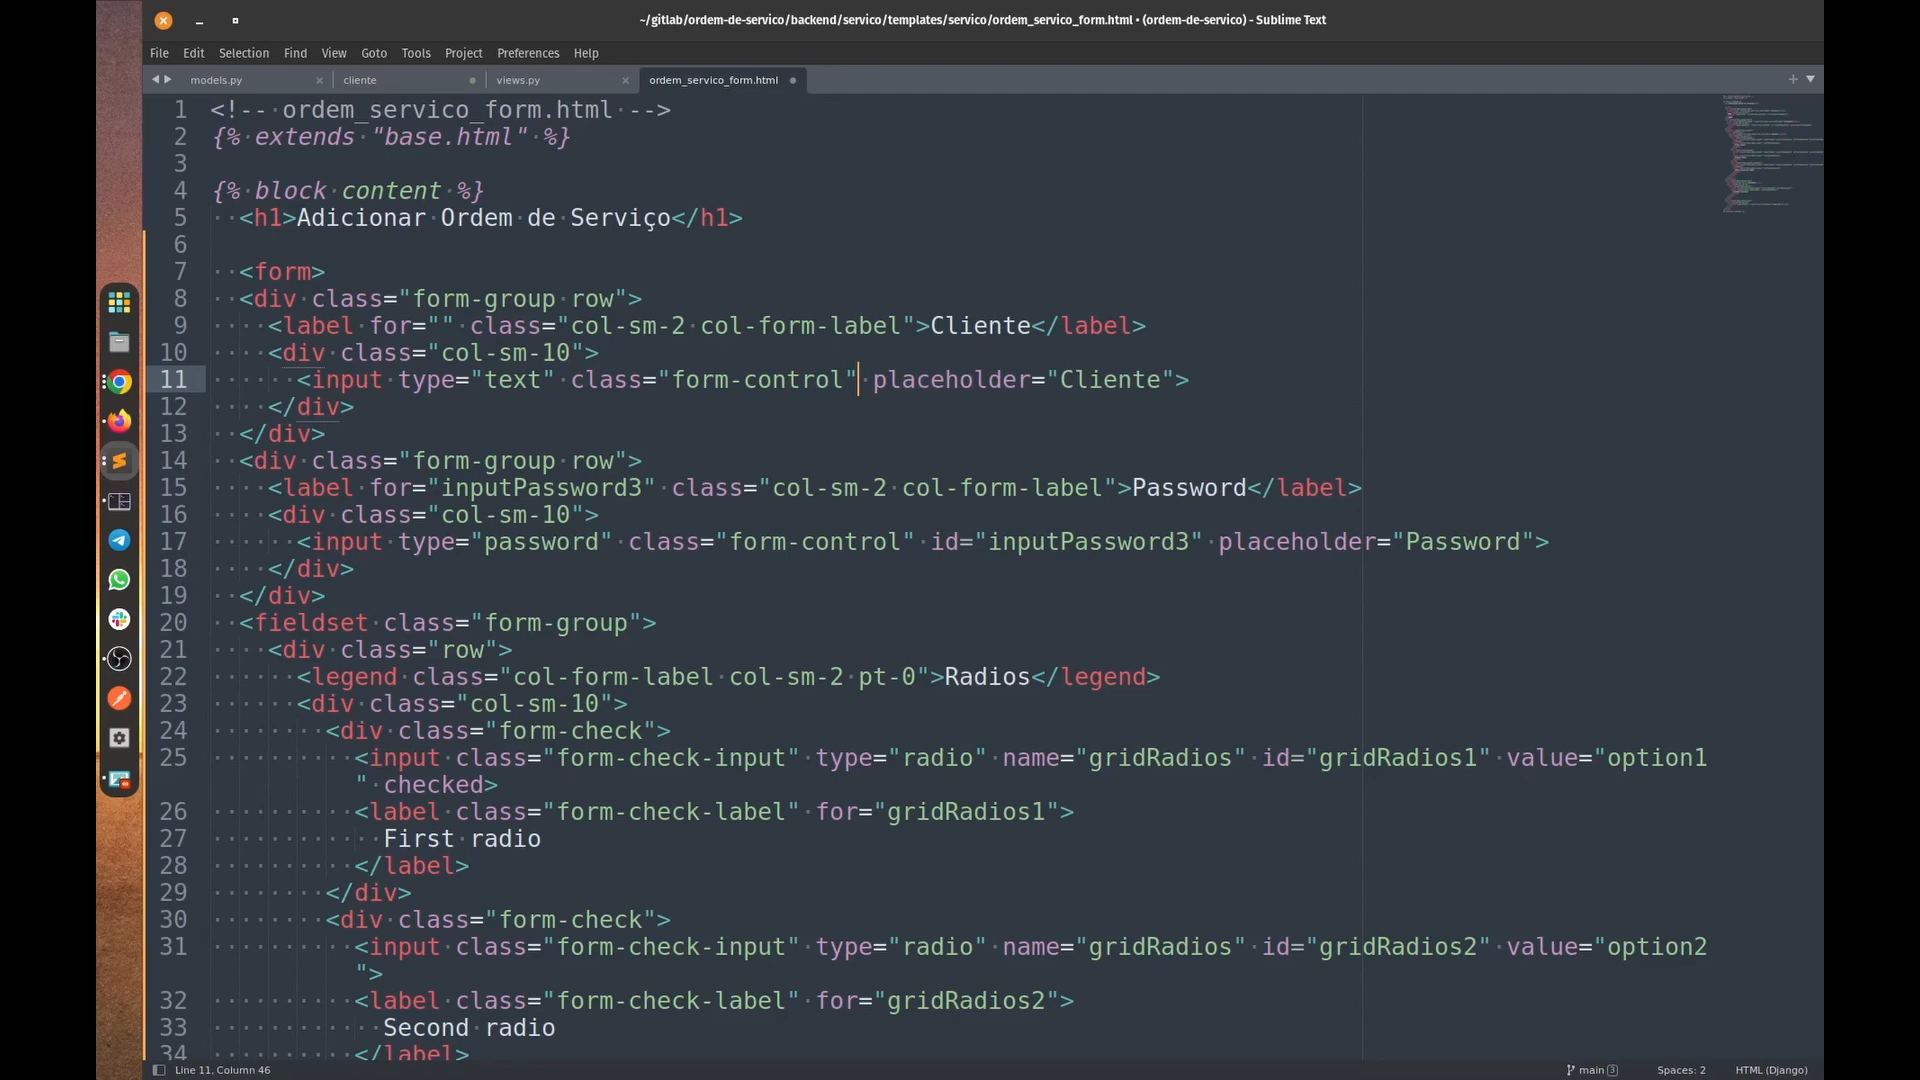 ~/gitlab/ordem-de-servico/backend/servico/templates/servico/ordem_servico_form.html • (ordem-de-servico) - Sublime Text
File Edit Selection Find View Goto Tools Project Preferences Help
models.py cliente views.py ordem_servico_form.html
1 <!-- ordem_servico_form.html -->
2 {% extends "base.html" %}
3
4 {% block content %}
5 <h1>Adicionar Ordem de Serviço</h1>
6
7 <form>
8 <div class="form-group row">
9 <label for="" class="col-sm-2 col-form-label">Cliente</label>
10 <div class="col-sm-10">
11 <input type="text" class="form-control" placeholder="Cliente">
12 </div>
13 </div>
14 <div class="form-group row">
15 <label for="inputPassword3" class="col-sm-2 col-form-label">Password</label>
16 <div class="col-sm-10">
17 <input type="password" class="form-control" id="inputPassword3" placeholder="Password">
18 </div>
19 </div>
20 <fieldset class="form-group">
21 <div class="row">
22 <legend class="col-form-label col-sm-2 pt-0">Radios</legend>
23 <div class="col-sm-10">
24 <div class="form-check">
25 <input class="form-check-input" type="radio" name="gridRadios" id="gridRadios1" value="option1
" checked>
26 <label class="form-check-label" for="gridRadios1">
27 First radio
28 </label>
29 </div>
30 <div class="form-check">
31 <input class="form-check-input" type="radio" name="gridRadios" id="gridRadios2" value="option2
">
32 <label class="form-check-label" for="gridRadios2">
33 Second radio
34 </label>
Line 11, Column 46 main 3 Spaces: 2 HTML (Django)